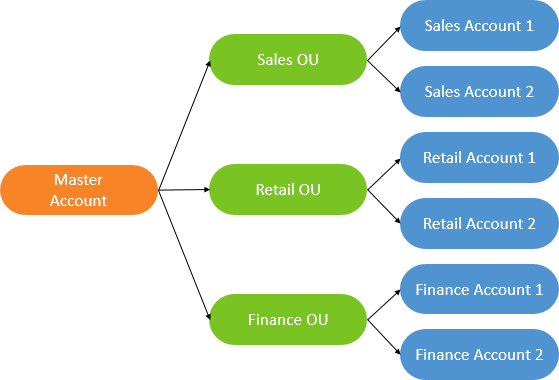 Master
Account
Sales OU
Sales Account 1
Sales Account 2
Retail OU
Retail Account 1
Retail Account 2
Finance OU
Finance Account 1
Finance Account 2